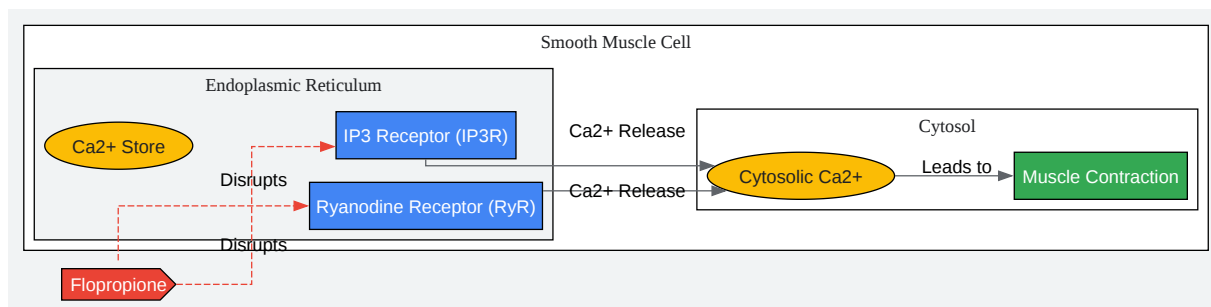 Smooth Muscle Cell
Endoplasmic Reticulum
Ca2+ Store
IP3 Receptor (IP3R)
Ryanodine Receptor (RyR)
Disrupts
Disrupts
Flopropione
Ca2+ Release
Ca2+ Release
Cytosol
Cytosolic Ca2+
Leads to
Muscle Contraction